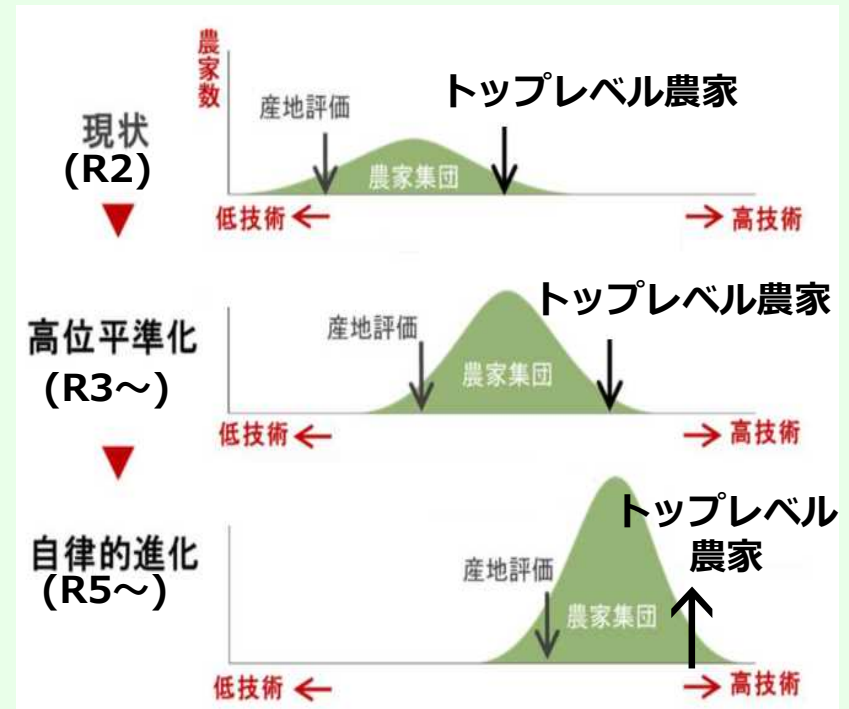 農家数
トップレベル農家
産地評価
現状
(R2)
農家集団
低技術
高技術
トップレベル農家
産地評価
高位平準化
(R3～)
農家集団
低技術
高技術
トップレベル
農家
自律的進化
(R5～)
産地評価
農家集団
低技術
高技術